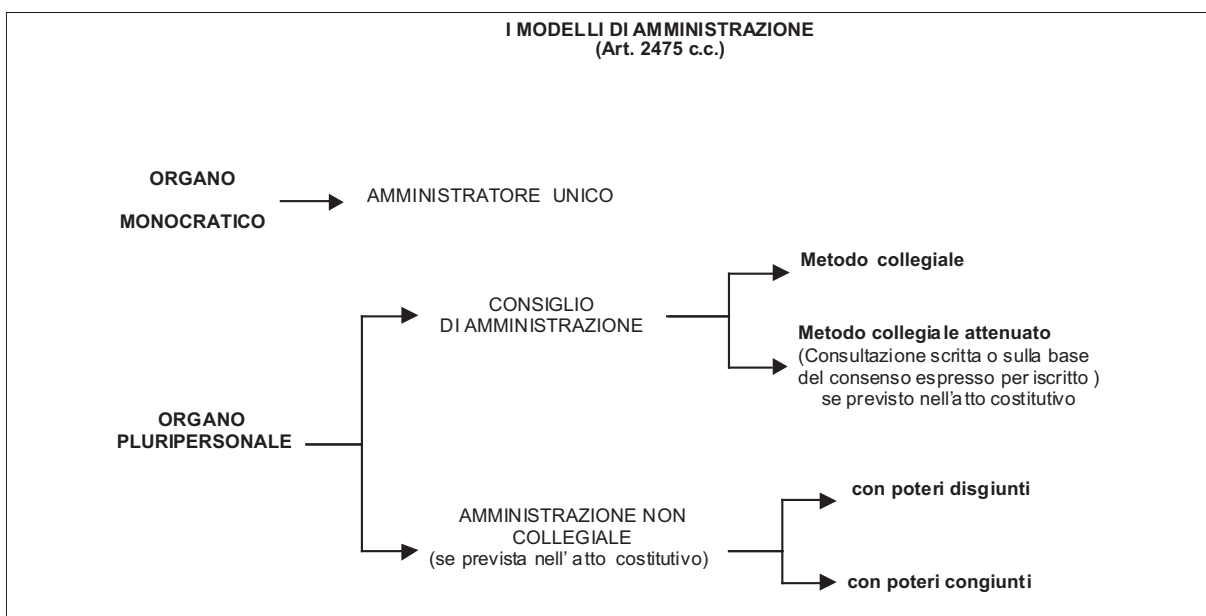 I MODELLI DI AMMINISTRAZIONE
(Art. 2475 c.c.)
ORGANO
MONOCRATICO
AMMINISTRATORE UNICO
Metodo collegiale
CONSIGLIO
DI AMMINISTRAZIONE
Metodo collegiale attenuato
(Consultazione scritta o sulla base
del consenso espresso per iscritto )
se previsto nell'atto costitutivo
ORGANO
PLURIPERSONALE
con poteri disgiunti
AMMINISTRAZIONE NON
COLLEGIALE
(se prevista nell' atto costitutivo)
con poteri congiunti